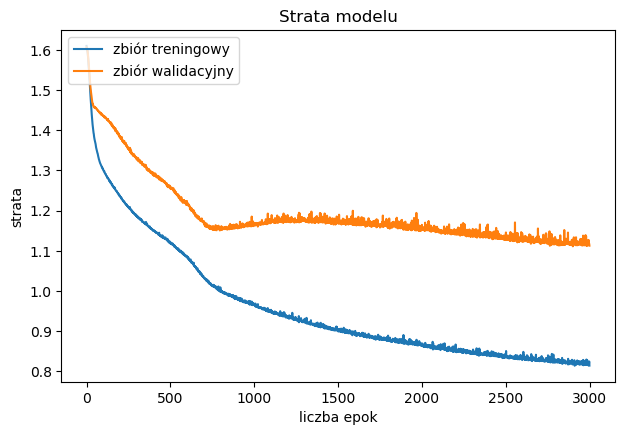 Strata modelu
zbiór treningowy
zbiór walidacyjny
strata
1.6
1.5
1.4
1.3
1.2
1.1
1.0
0.9
0.8
0 500 1000 1500 2000 2500 3000
liczba epok